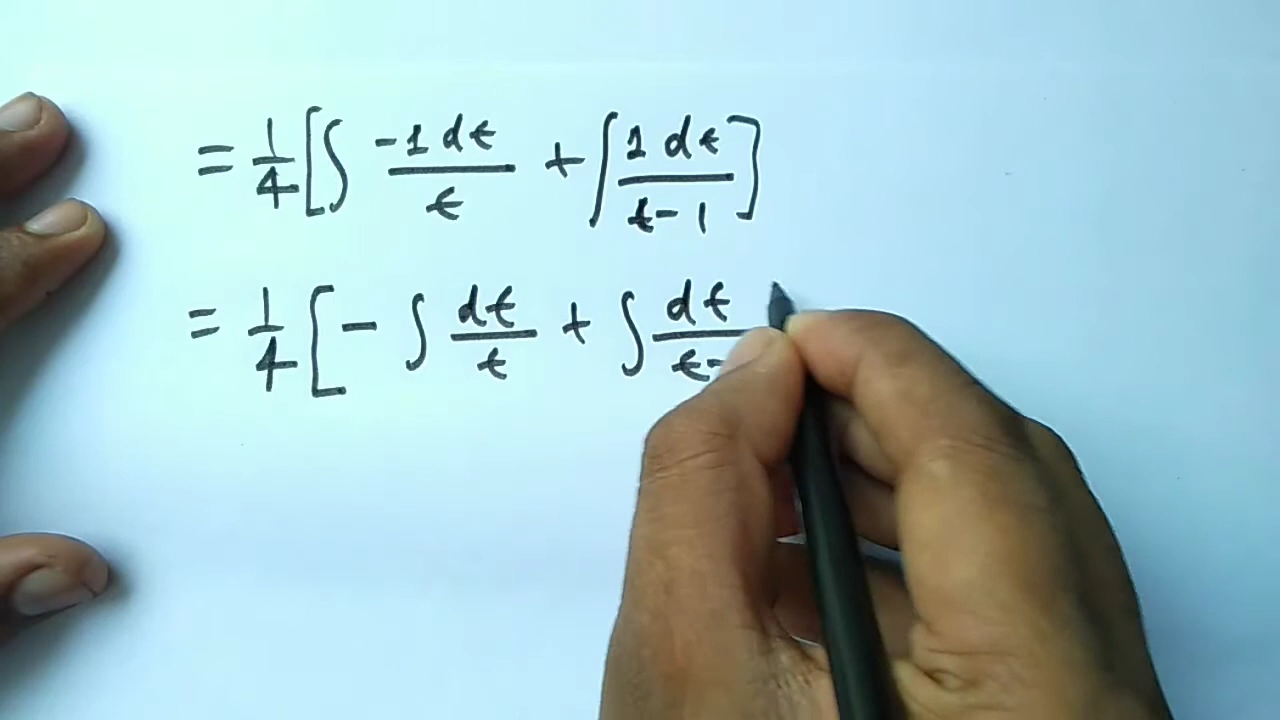 = 1/4 [ ∫ -1 dt / t + ∫ 1 dt / t - 1 ]
= 1/4 [ - ∫ dt / t + ∫ dt / t -